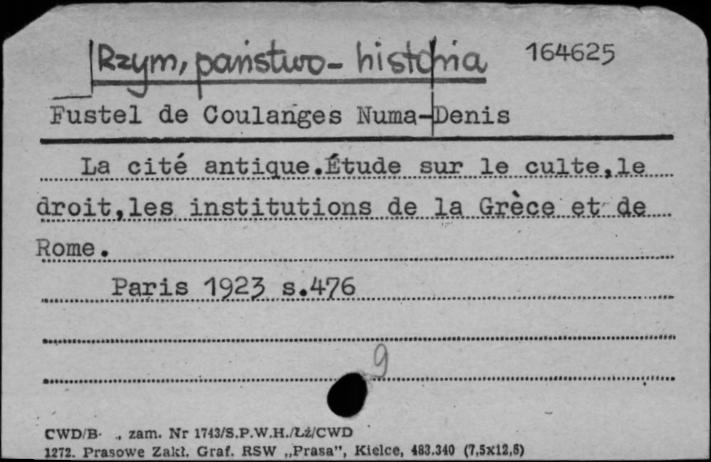 Rzym, państwo - historia 164625
Fustel de Coulanges Numa-Denis
La cité antique.Étude sur le culte,le
droit,les institutions de la Grèce et de
Rome.
Paris 1923 s.476
9
CWD/B- ., zam. Nr 1743/S.P.W.H./Łż/CWD
1272. Prasowe Zakł. Graf. RSW „Prasa”, Kielce, 483.340 (7,5x12,5)